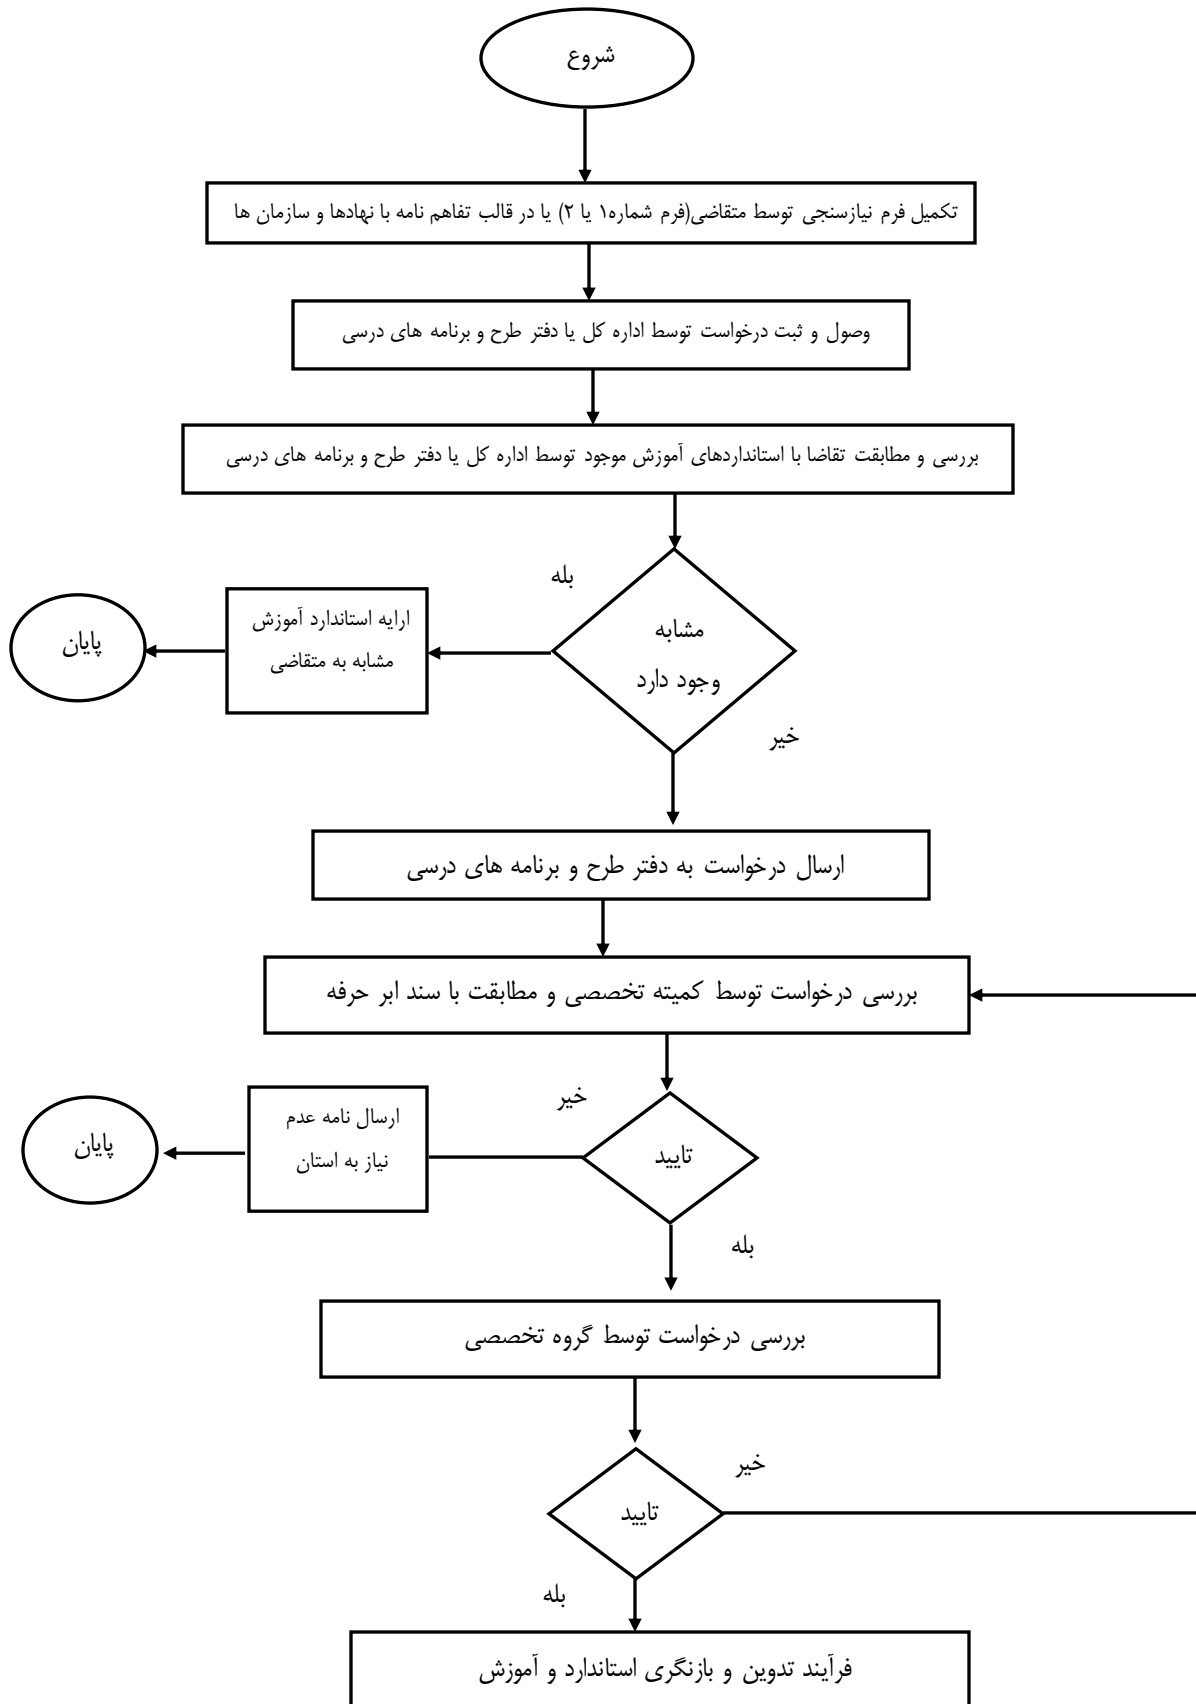 شروع
تکمیل فرم نیازسنجی توسط متقاضی(فرم شماره۱ یا ۲) یا در قالب تفاهم نامه با نهادها و سازمان ها
وصول و ثبت درخواست توسط اداره کل یا دفتر طرح و برنامه های درسی
بررسی و مطابقت تقاضا با استانداردهای آموزش موجود توسط اداره کل یا دفتر طرح و برنامه های درسی
بله
مشابه
وجود دارد
ارایه استاندارد آموزش
مشابه به متقاضی
پایان
خیر
ارسال درخواست به دفتر طرح و برنامه های درسی
بررسی درخواست توسط کمیته تخصصی و مطابقت با سند ابر حرفه
خیر
تایید
ارسال نامه عدم
نیاز به استان
پایان
بله
بررسی درخواست توسط گروه تخصصی
خیر
تایید
بله
فرآیند تدوین و بازنگری استاندارد و آموزش